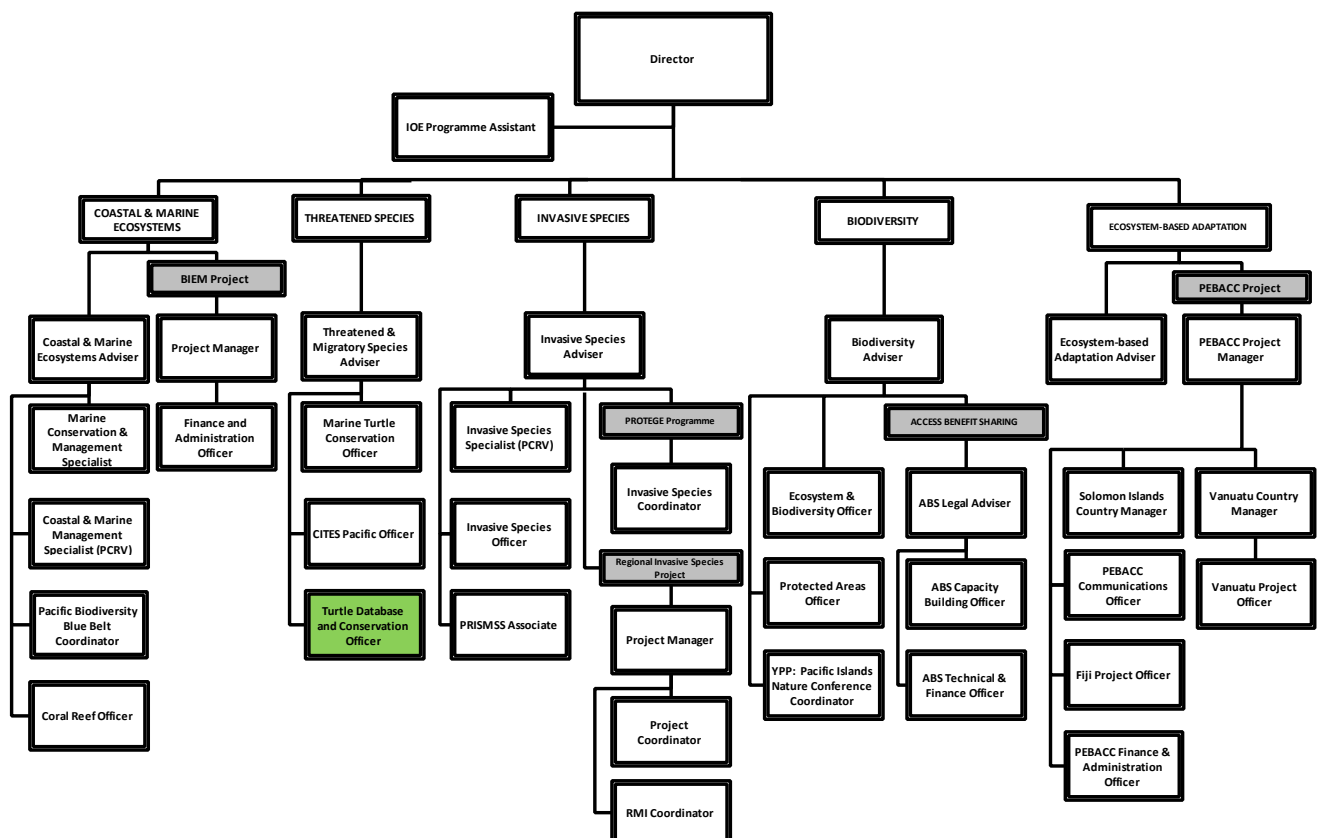 Director
IOE Programme Assistant
COASTAL & MARINE
ECOSYSTEMS
THREATENED SPECIES
INVASIVE SPECIES
BIODIVERSITY
ECOSYSTEM-BASED ADAPTATION
BIEM Project
PEBACC Project
Coastal & Marine
Ecosystems Adviser
Project Manager
Threatened &
Migratory Species
Adviser
Invasive Species
Adviser
Biodiversity
Adviser
Ecosystem-based
Adaptation Adviser
PEBACC Project
Manager
Marine
Conservation &
Management
Specialist
Finance and
Administration
Officer
Marine Turtle
Conservation
Officer
Invasive Species
Specialist (PCRV)
PROTEGE Programme
ACCESS BENEFIT SHARING
Invasive Species
Coordinator
Ecosystem &
Biodiversity Officer
ABS Legal Adviser
Solomon Islands
Country Manager
Vanuatu Country
Manager
Coastal & Marine
Management
Specialist (PCRV)
CITES Pacific Officer
Invasive Species
Officer
Regional Invasive Species
Project
Protected Areas
Officer
ABS Capacity
Building Officer
PEBACC
Communications
Officer
Vanuatu Project Officer
Pacific Biodiversity
Blue Belt
Coordinator
Turtle Database
and Conservation
Officer
PRISMSS Associate
Project Manager
YPP: Pacific Islands
Nature Conference
Coordinator
ABS Technical &
Finance Officer
Fiji Project Officer
Coral Reef Officer
Project
Coordinator
PEBACC Finance &
Administration
Officer
RMI Coordinator